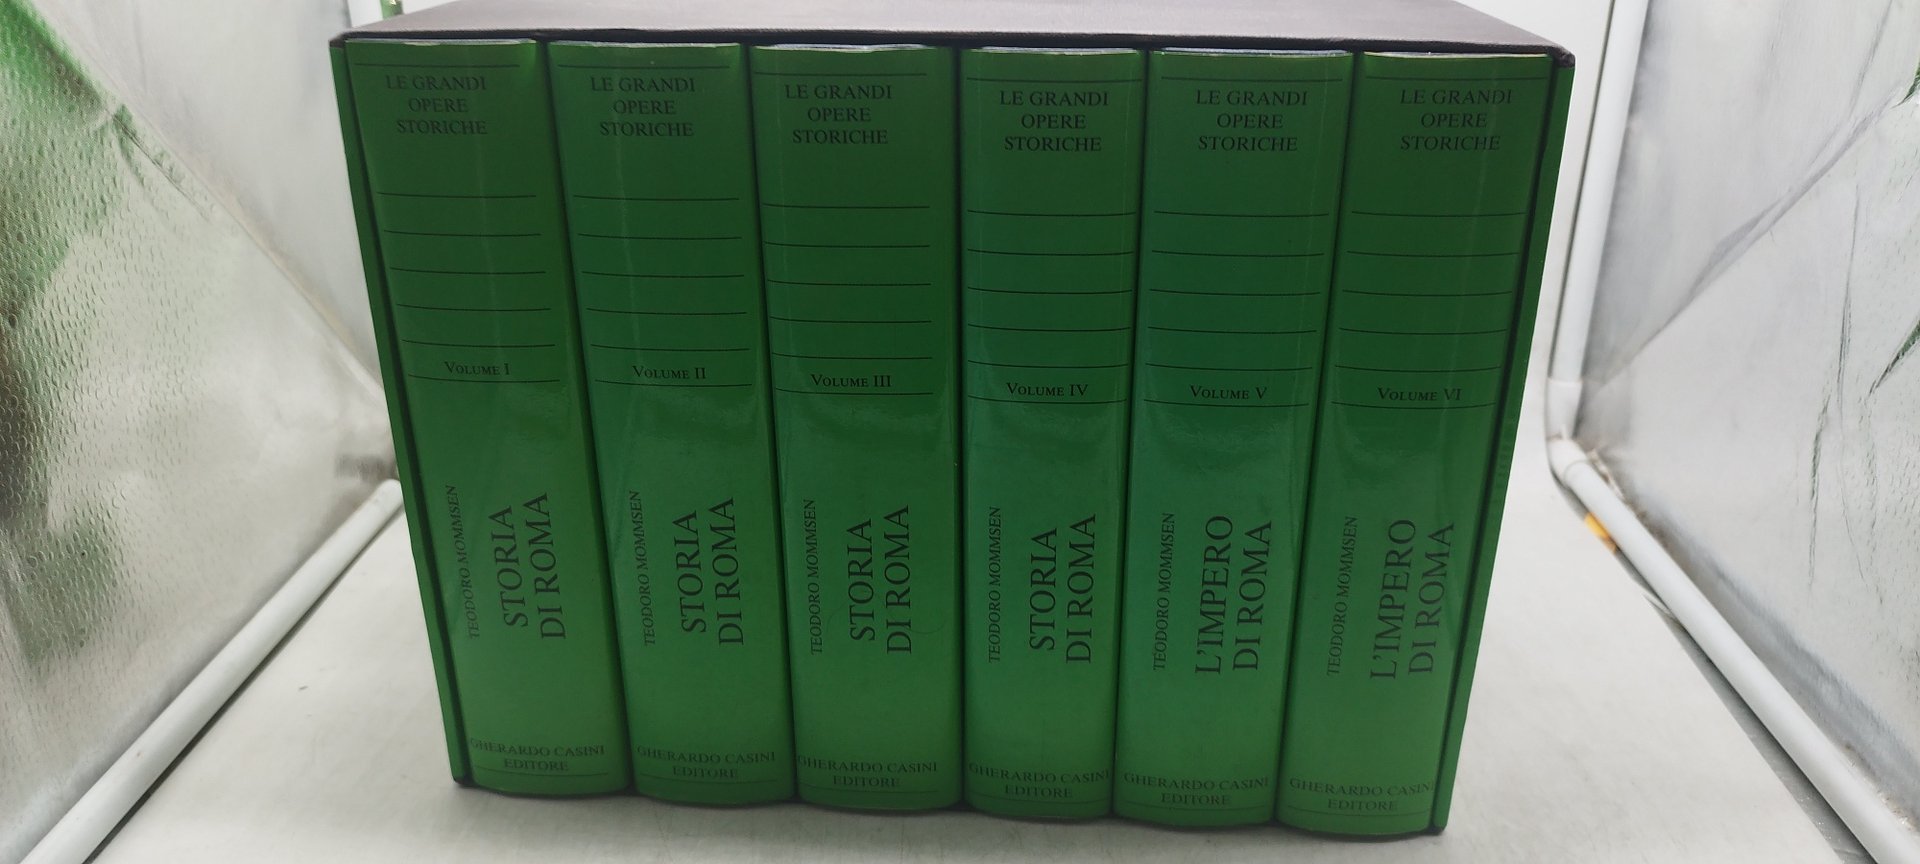 LE GRANDI
OPERE
STORICHE
VOLUME I
TEODORO MOMMSEN
STORIA
DI ROMA
GHERARDO CASINI
EDITORE
LE GRANDI
OPERE
STORICHE
VOLUME II
TEODORO MOMMSEN
STORIA
DI ROMA
GHERARDO CASINI
EDITORE
LE GRANDI
OPERE
STORICHE
VOLUME III
TEODORO MOMMSEN
STORIA
DI ROMA
GHERARDO CASINI
EDITORE
LE GRANDI
OPERE
STORICHE
VOLUME IV
TEODORO MOMMSEN
STORIA
DI ROMA
GHERARDO CASINI
EDITORE
LE GRANDI
OPERE
STORICHE
VOLUME V
TEODORO MOMMSEN
L'IMPERO
DI ROMA
GHERARDO CASINI
EDITORE
LE GRANDI
OPERE
STORICHE
VOLUME VI
TEODORO MOMMSEN
L'IMPERO
DI ROMA
GHERARDO CASINI
EDITORE